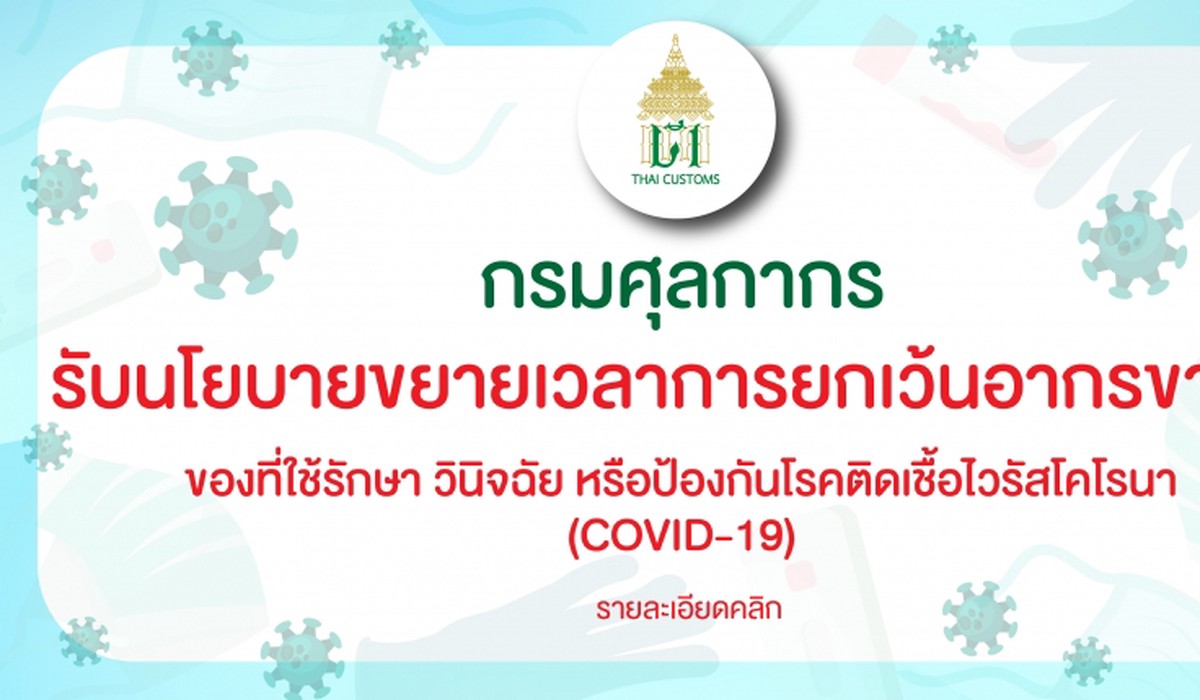 THAI CUSTOMS
กรมศุลกากร
รับนโยบายขยายเวลาการยกเว้นอากรขา
ของที่ใช้รักษา วินิจฉัย หรือป้องกันโรคติดเชื้อไวรัสโคโรนา
(COVID-19)
รายละเอียดคลิก